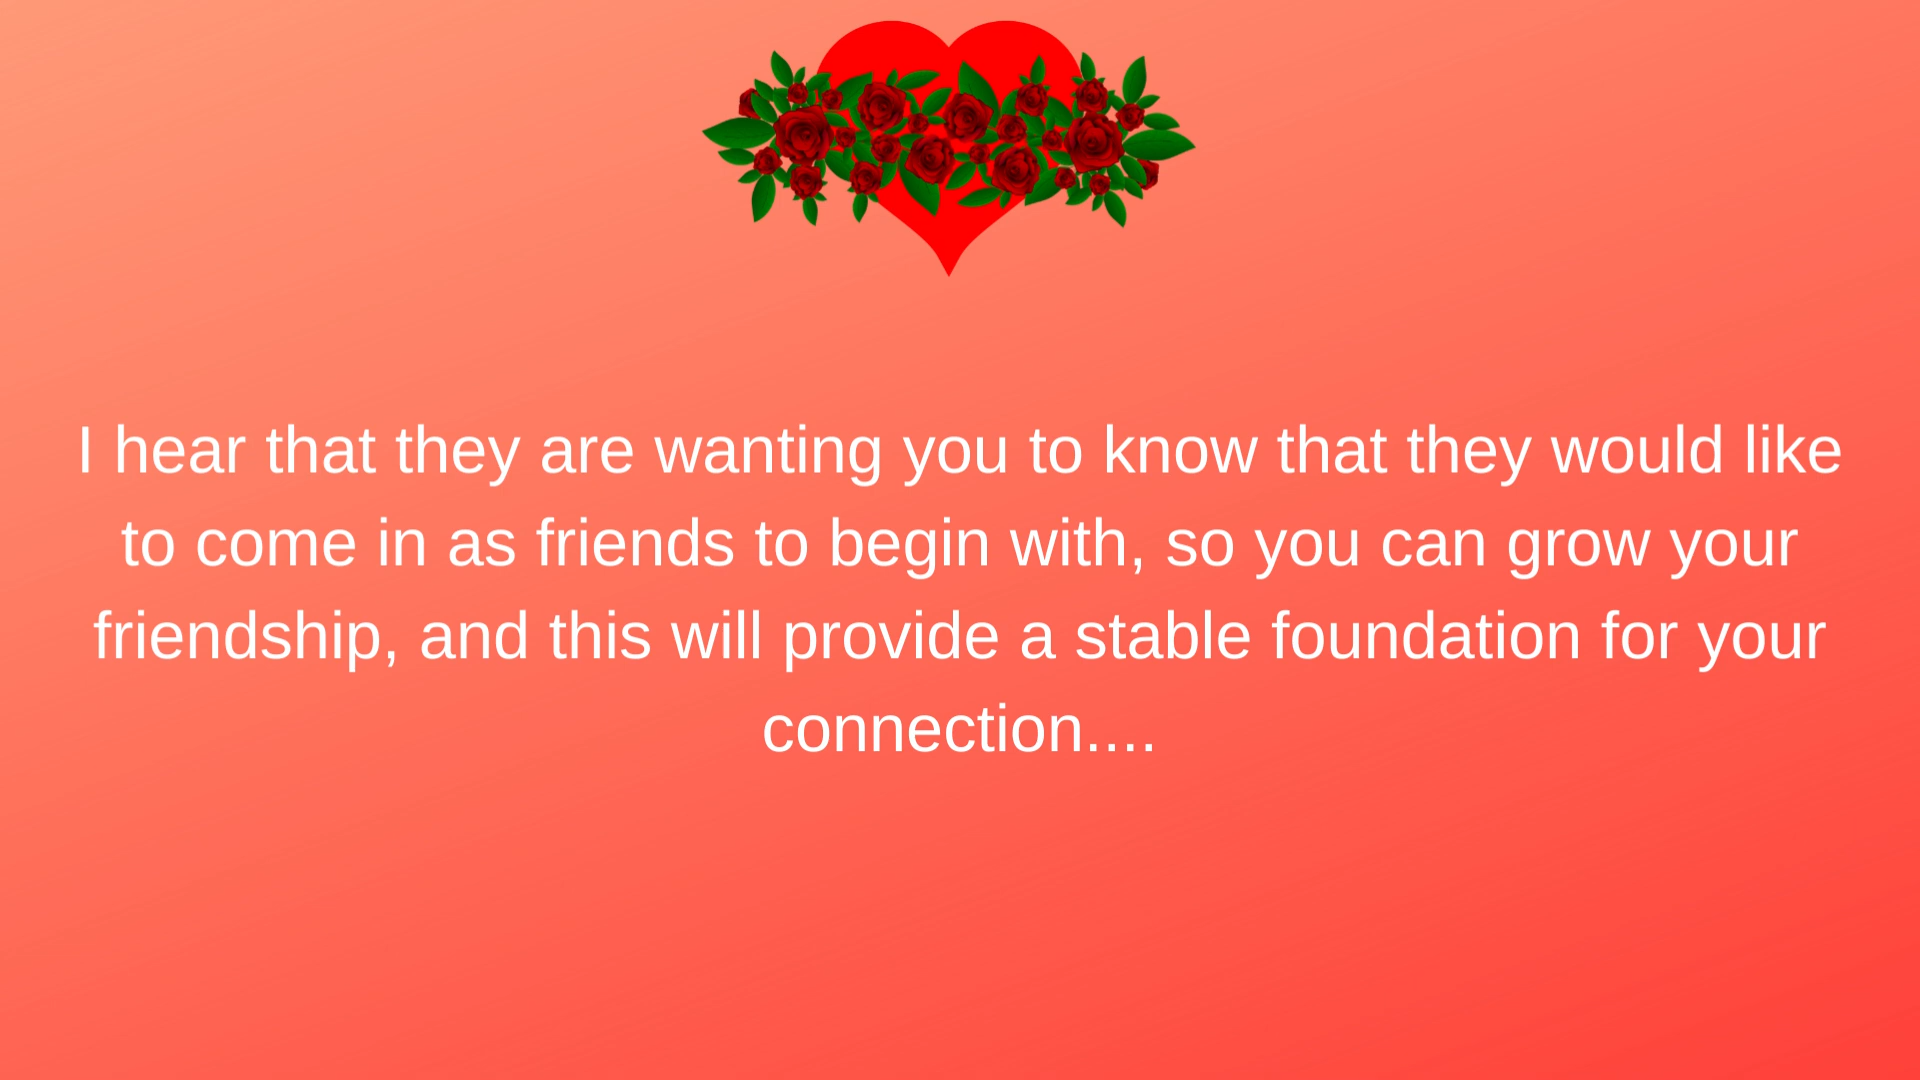 I hear that they are wanting you to know that they would like
to come in as friends to begin with, so you can grow your
friendship, and this will provide a stable foundation for your
connection....